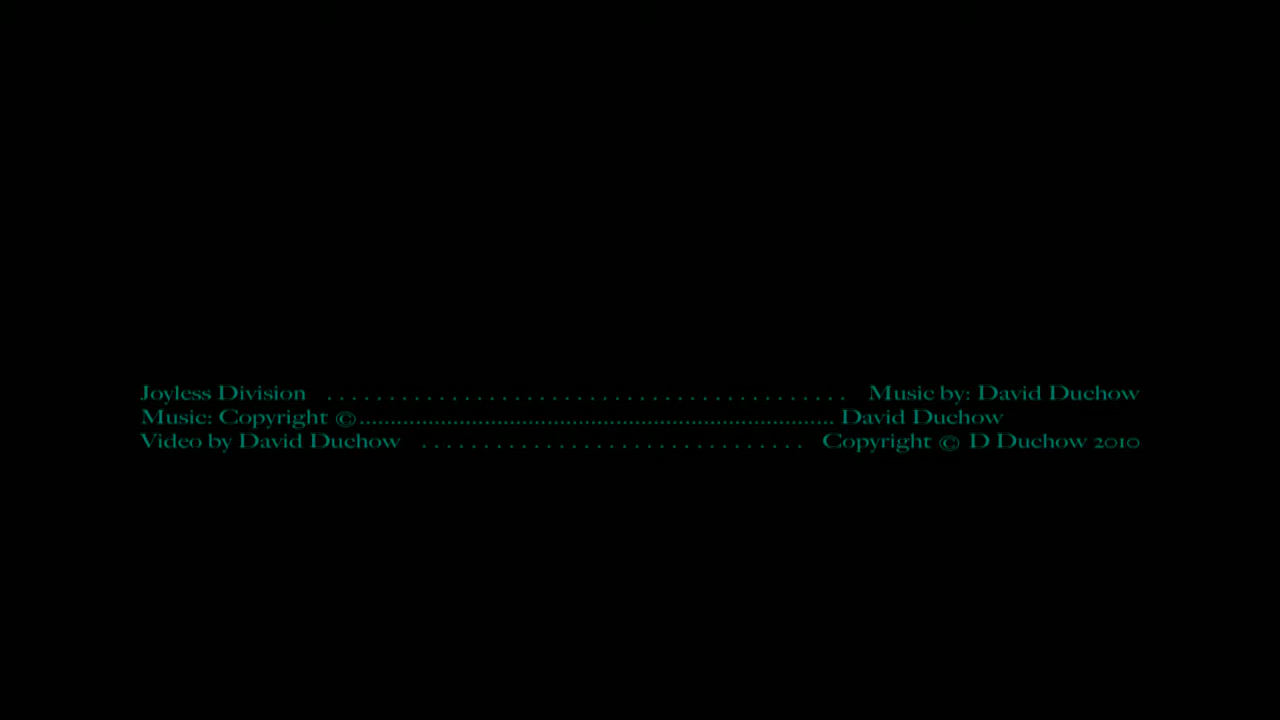 Joyless Division . . . . . . . . . . . . . . . . . . . . . . . . . . . . . . . . . . . . . . . . . . Music by: David Duchow
Music: Copyright ©............................................................................ David Duchow
Video by David Duchow . . . . . . . . . . . . . . . . . . . . . . . . . . . . . . . Copyright © D Duchow 2010